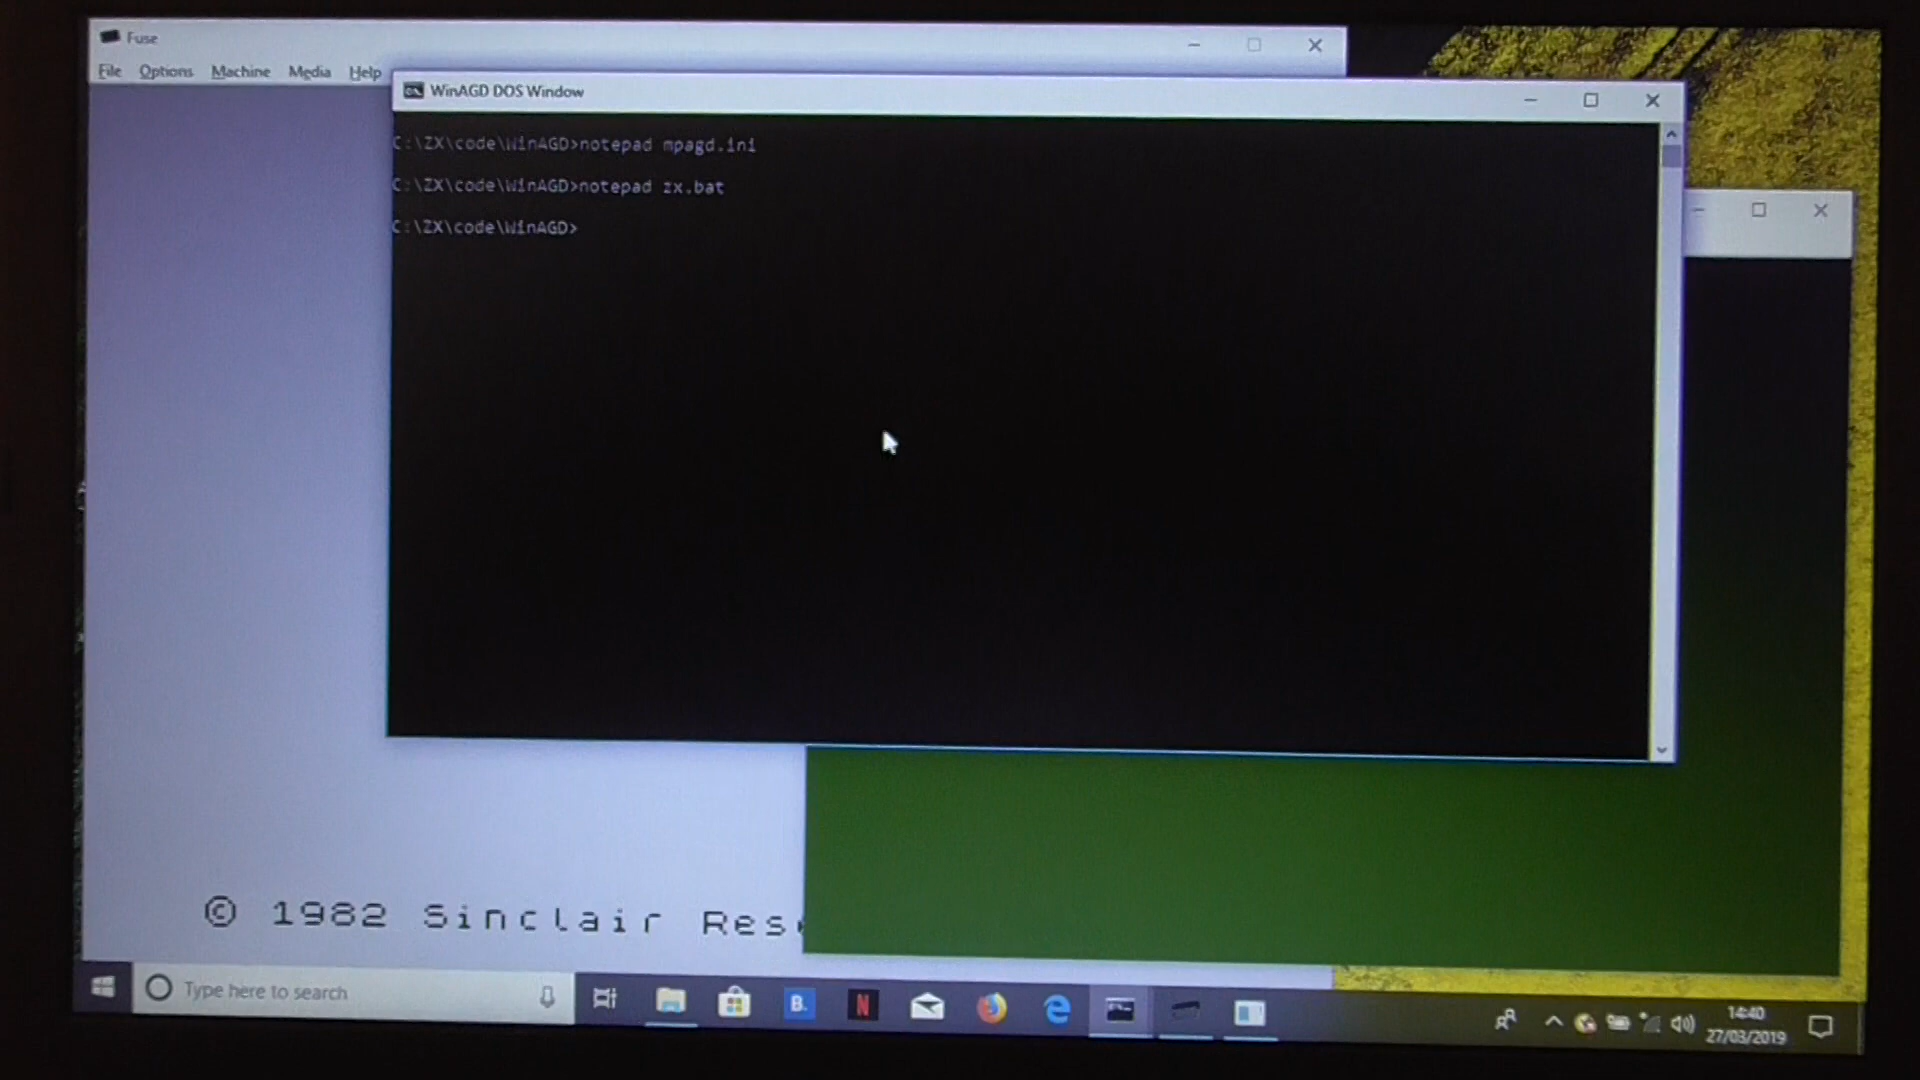 Fuse
File Options Machine Media Help
WinAGD DOS Window
C:\ZX\code\WinAGD>notepad mpagd.ini
C:\ZX\code\WinAGD>notepad zx.bat
C:\ZX\code\WinAGD>
© 1982 Sinclair Res
Type here to search
B.
N
14:40
27/03/2019